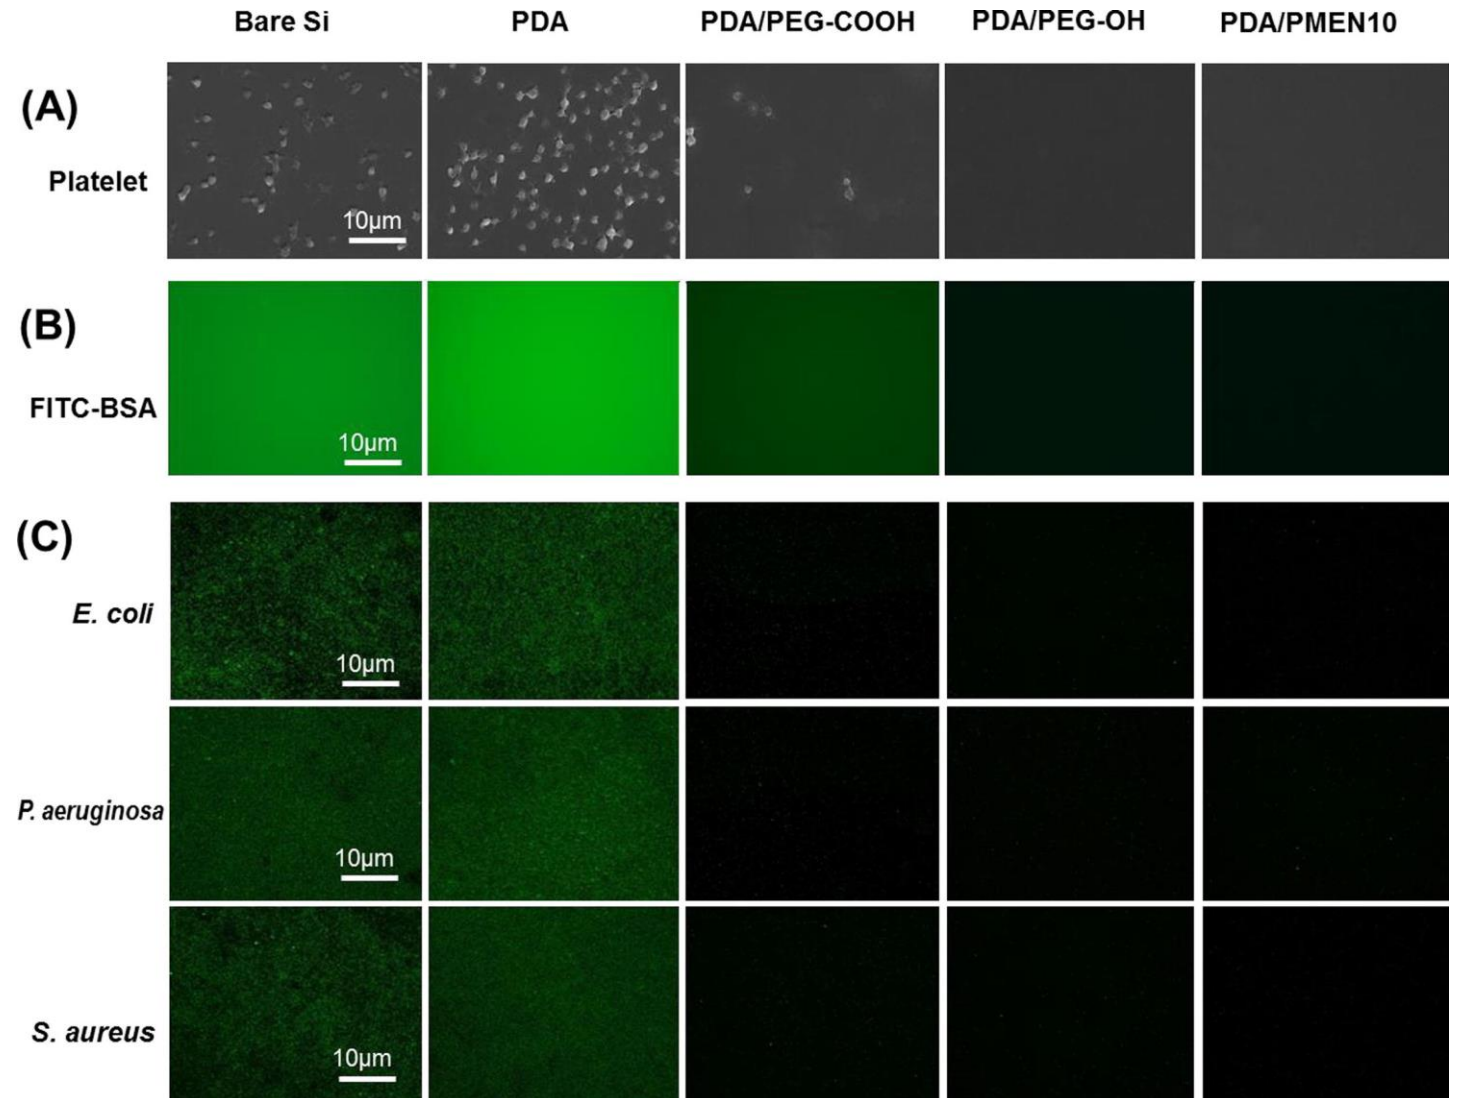 Bare Si PDA PDA/PEG-COOH PDA/PEG-OH PDA/PMEN10
(A)
Platelet
10µm
(B)
FITC-BSA
10µm
(C)
E. coli
10µm
P. aeruginosa
10µm
S. aureus
10µm